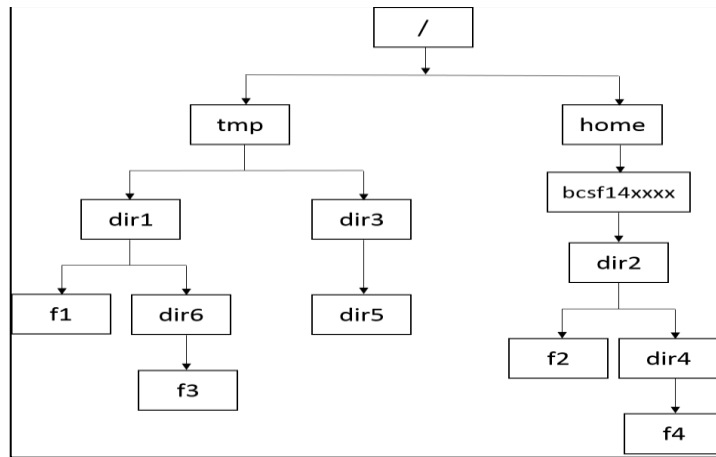 /
tmp
home
bcsf14xxxx
dir1
dir3
dir2
f1
dir6
dir5
f2
dir4
f3
f4